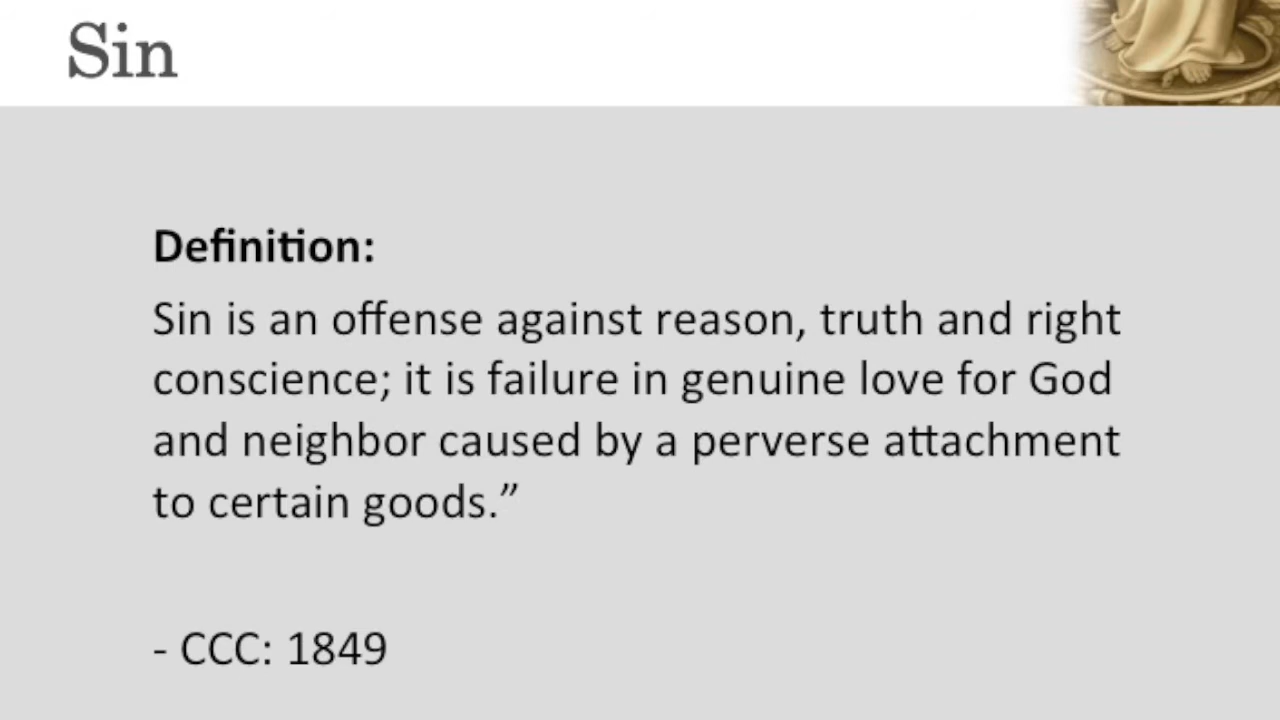 Sin
Definition:
Sin is an offense against reason, truth and right
conscience; it is failure in genuine love for God
and neighbor caused by a perverse attachment
to certain goods.”
- CCC: 1849